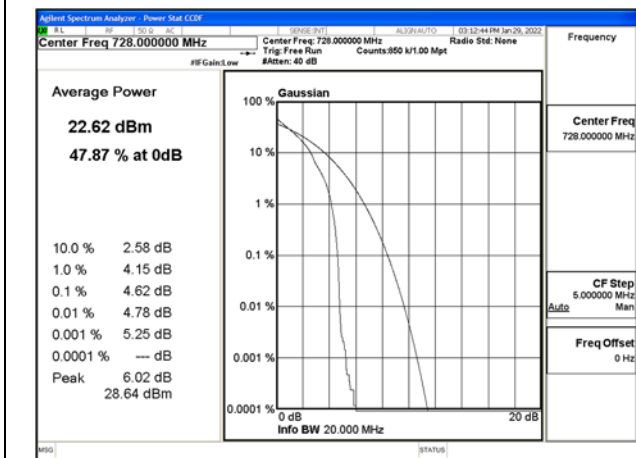 Agilent Spectrum Analyzer - Power Stat CCDF
RL RF 50 Ω AC SENSE:INT ALIGN AUTO 03:12:44 PM Jan 29, 2022
Center Freq 728.000000 MHz
Center Freq: 728.000000 MHz
Radio Std: None
Trig: Free Run Counts:850 k/1.00 Mpt
#IFGain:Low
#Atten: 40 dB
Frequency
Average Power
22.62 dBm
47.87 % at 0dB
10.0 % 2.58 dB
1.0 % 4.15 dB
0.1 % 4.62 dB
0.01 % 4.78 dB
0.001 % 5.25 dB
0.0001 % --- dB
Peak 6.02 dB
28.64 dBm
Gaussian
100 %
10 %
1 %
0.1 %
0.01 %
0.001 %
0.0001 %
0 dB
20 dB
Info BW 20.000 MHz
Center Freq
728.000000 MHz
CF Step
5.000000 MHz
Auto Man
Freq Offset
0 Hz
MSG STATUS